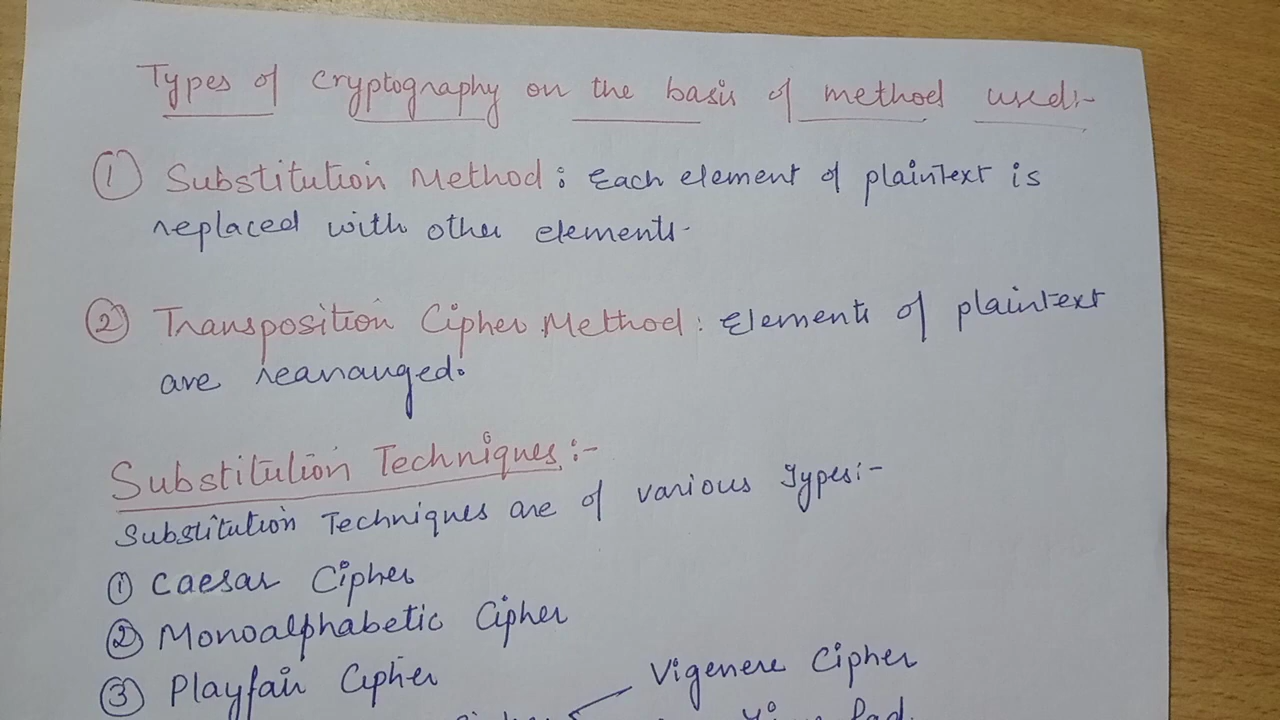 Types of cryptography on the basis of method used:-
① Substitution Method: Each element of plaintext is
replaced with other elements.
② Transposition Cipher Method: Elements of plaintext
are rearranged.
Substitution Techniques:-
Substitution Techniques are of various Types:-
① Caesar Cipher
② Monoalphabetic Cipher
③ Playfair Cipher
Vigenere Cipher
Pad